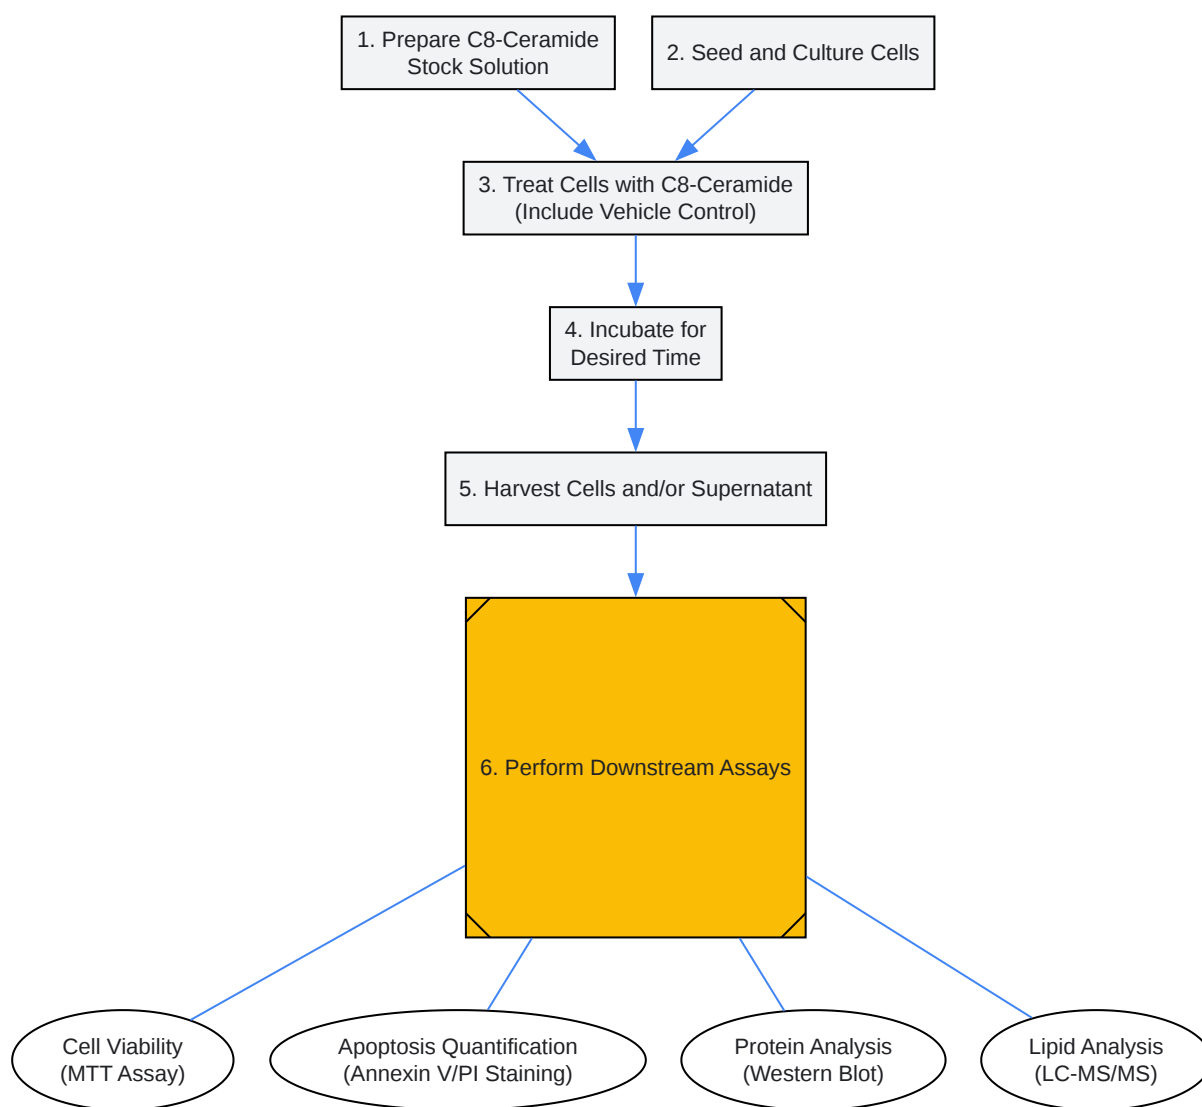 1. Prepare C8-Ceramide
Stock Solution
2. Seed and Culture Cells
3. Treat Cells with C8-Ceramide
(Include Vehicle Control)
4. Incubate for
Desired Time
5. Harvest Cells and/or Supernatant
6. Perform Downstream Assays
Cell Viability
(MTT Assay)
Apoptosis Quantification
(Annexin V/PI Staining)
Protein Analysis
(Western Blot)
Lipid Analysis
(LC-MS/MS)